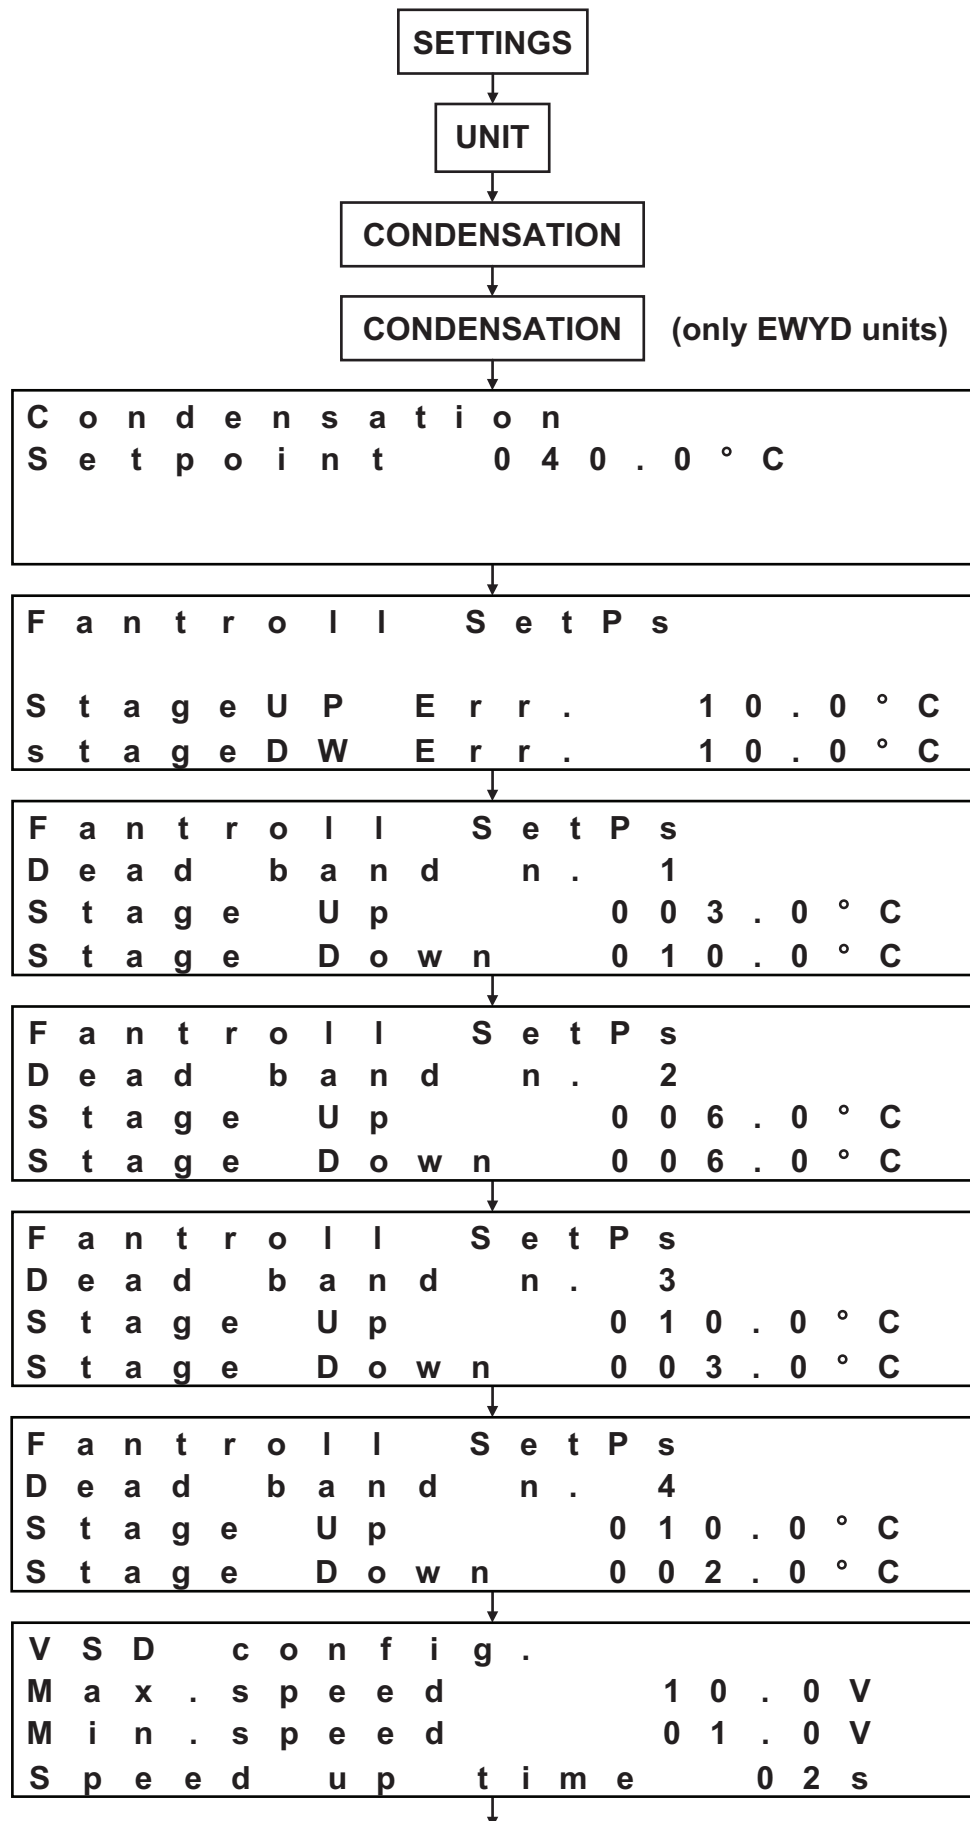 SETTINGS
UNIT
CONDENSATION
CONDENSATION (only EWYD units)
Condensation
Setpoint 040.0°C
Fantroll SetPs
StageUP Err. 10.0°C
stageDW Err. 10.0°C
Fantroll SetPs
Dead band n. 1
Stage Up 003.0°C
Stage Down 010.0°C
Fantroll SetPs
Dead band n. 2
Stage Up 006.0°C
Stage Down 006.0°C
Fantroll SetPs
Dead band n. 3
Stage Up 010.0°C
Stage Down 003.0°C
Fantroll SetPs
Dead band n. 4
Stage Up 010.0°C
Stage Down 002.0°C
VSD config.
Max.speed 10.0V
Min.speed 01.0V
Speed up time 02s